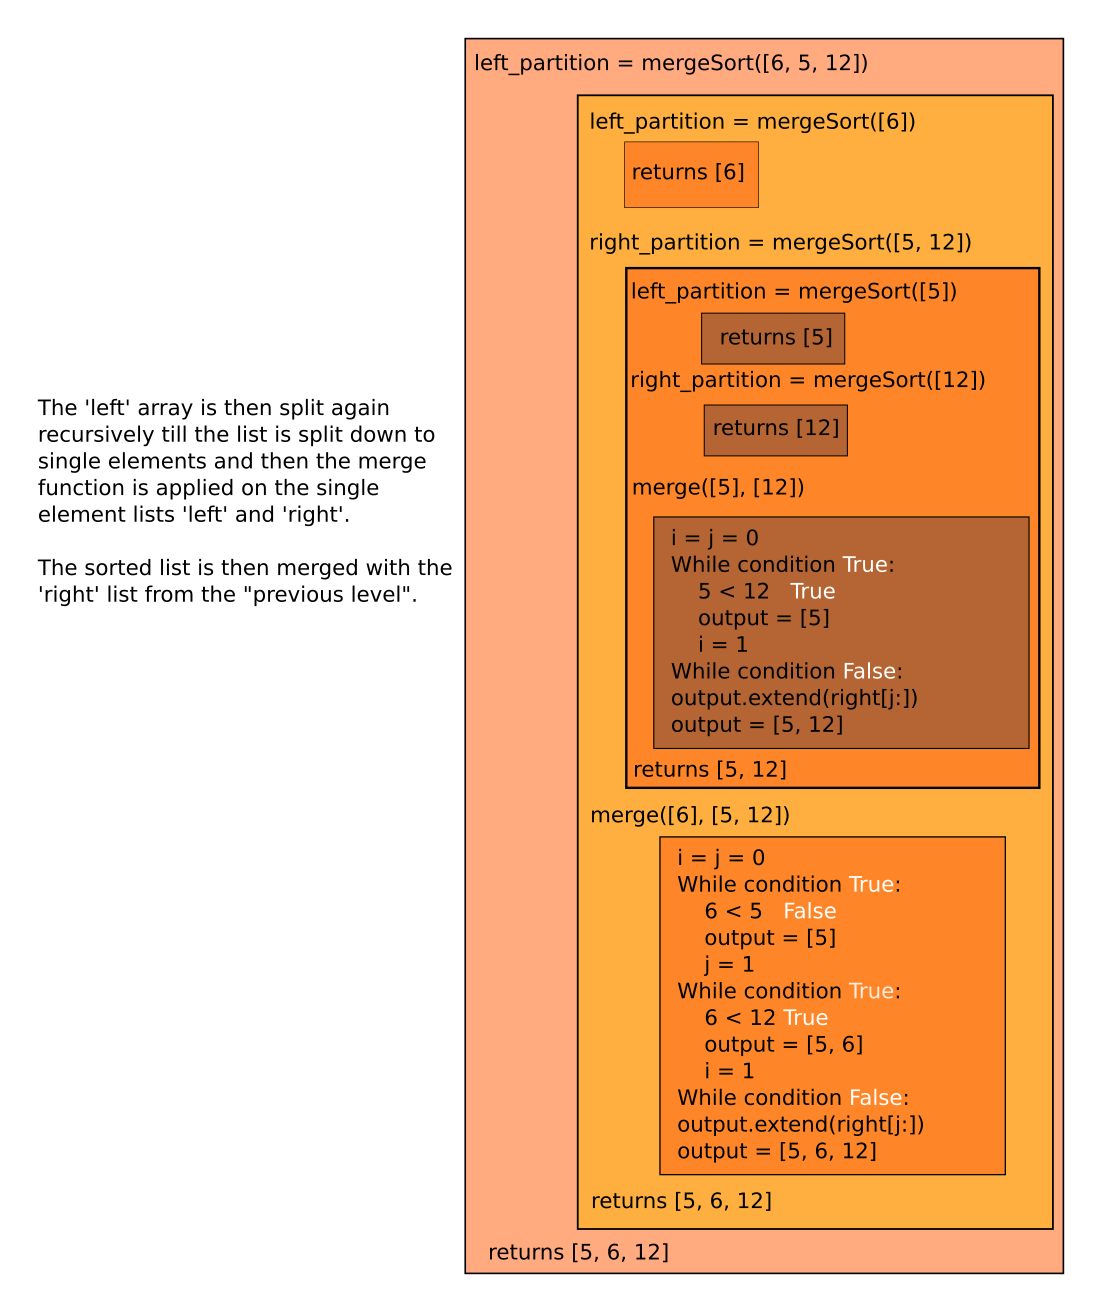 left_partition = mergeSort([6, 5, 12])
left_partition = mergeSort([6])
returns [6]
right_partition = mergeSort([5, 12])
left_partition = mergeSort([5])
returns [5]
right_partition = mergeSort([12])
returns [12]
merge([5], [12])
i = j = 0
While condition True:
5 < 12 True
output = [5]
i = 1
While condition False:
output.extend(right[j:])
output = [5, 12]
returns [5, 12]
merge([6], [5, 12])
i = j = 0
While condition True:
6 < 5 False
output = [5]
j = 1
While condition True:
6 < 12 True
output = [5, 6]
i = 1
While condition False:
output.extend(right[j:])
output = [5, 6, 12]
returns [5, 6, 12]
returns [5, 6, 12]
The 'left' array is then split again
recursively till the list is split down to
single elements and then the merge
function is applied on the single
element lists 'left' and 'right'.
The sorted list is then merged with the
'right' list from the "previous level".